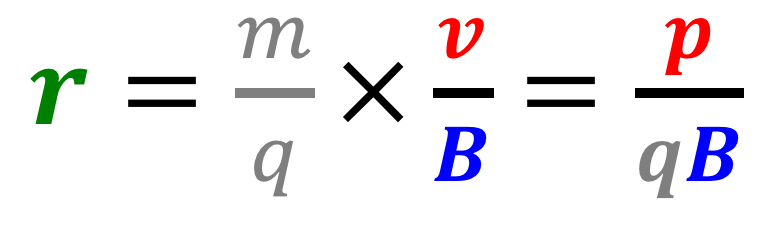 r = m/q × v/B = p/qB